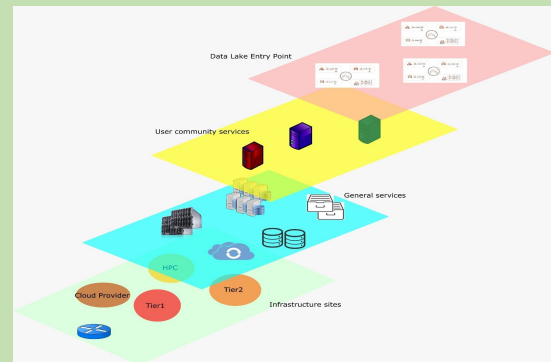 Data Lake Entry Point
User community services
General services
HPC
Cloud Provider
Tier1
Tier2
Infrastructure sites